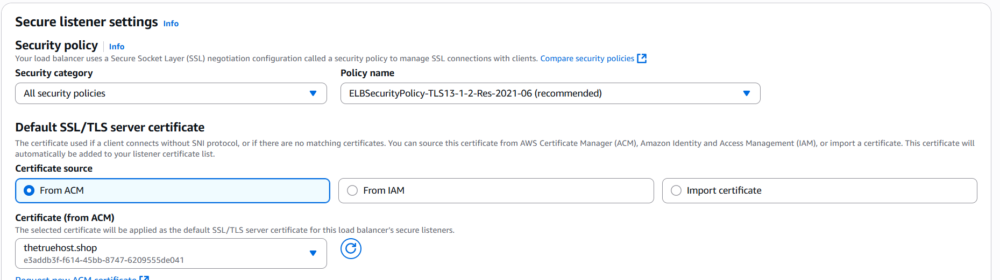 Secure listener settings Info
Security policy Info
Your load balancer uses a Secure Socket Layer (SSL) negotiation configuration called a security policy to manage SSL connections with clients. Compare security policies
Security category
Policy name
All security policies
ELBSecurityPolicy-TLS13-1-2-Res-2021-06 (recommended)
Default SSL/TLS server certificate
The certificate used if a client connects without SNI protocol, or if there are no matching certificates. You can source this certificate from AWS Certificate Manager (ACM), Amazon Identity and Access Management (IAM), or import a certificate. This certificate will
automatically be added to your listener certificate list.
Certificate source
From ACM
From IAM
Import certificate
Certificate (from ACM)
The selected certificate will be applied as the default SSL/TLS server certificate for this load balancer's secure listeners.
thetruehost.shop
e3addb3f-f614-45bb-8747-6209555de041
Request new ACM certificate